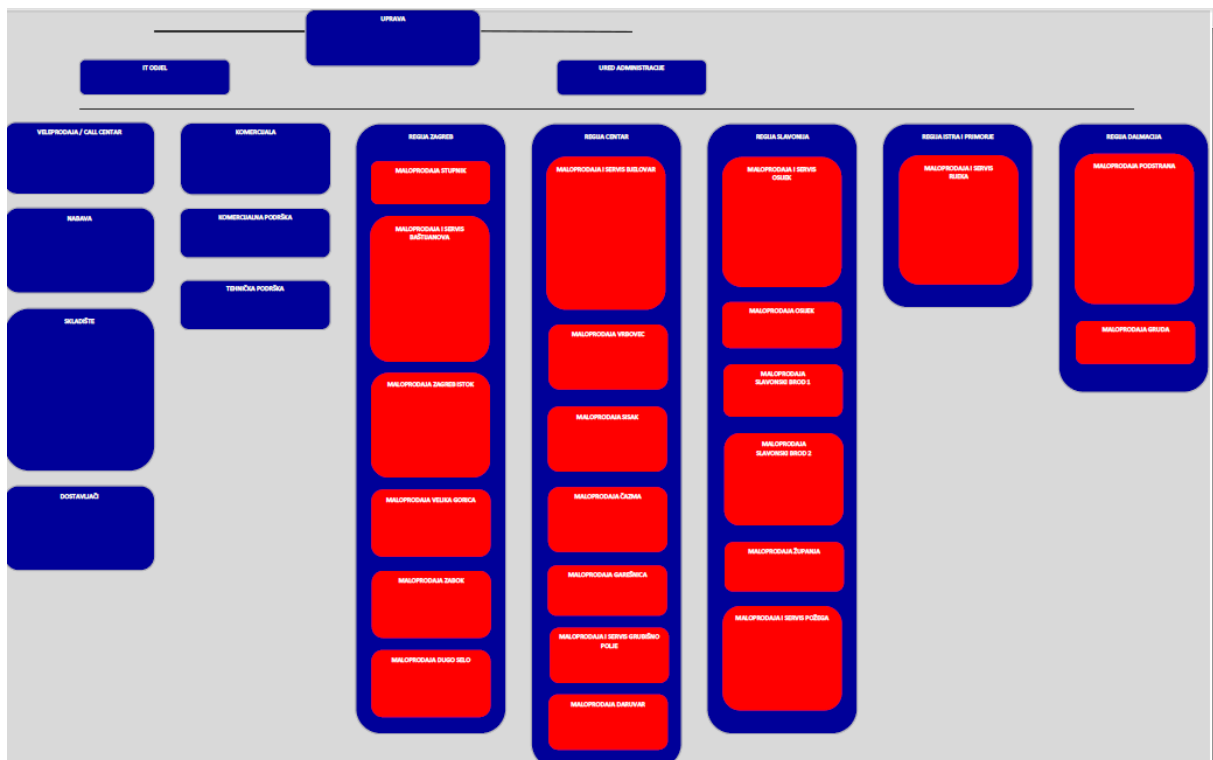 UPRAVA
IT ODJEL
URED ADMINISTRACIJE
VELEPRODAJA / CALL CENTAR
NABAVA
SKLADIŠTE
DOSTAVLJAČI
KOMERCIJALA
KOMERCIJALNA PODRŠKA
TEHNIČKA PODRŠKA
REGIJA ZAGREB
MALOPRODAJA STUPNIK
MALOPRODAJA I SERVIS
BAŠTIJANOVA
MALOPRODAJA ZAGREB ISTOK
MALOPRODAJA VELIKA GORICA
MALOPRODAJA ZABOK
MALOPRODAJA DUGO SELO
REGIJA CENTAR
MALOPRODAJA I SERVIS BJELOVAR
MALOPRODAJA VRBOVEC
MALOPRODAJA SISAK
MALOPRODAJA ČAZMA
MALOPRODAJA GAREŠNICA
MALOPRODAJA I SERVIS GRUBIŠNO
POLJE
MALOPRODAJA DARUVAR
REGIJA SLAVONIJA
MALOPRODAJA I SERVIS
OSIJEK
MALOPRODAJA OSIJEK
MALOPRODAJA
SLAVONSKI BROD 1
MALOPRODAJA
SLAVONSKI BROD 2
MALOPRODAJA ŽUPANJA
MALOPRODAJA I SERVIS POŽEGA
REGIJA ISTRA I PRIMORJE
MALOPRODAJA I SERVIS
RIJEKA
REGIJA DALMACIJA
MALOPRODAJA PODSTRANA
MALOPRODAJA GRUDA